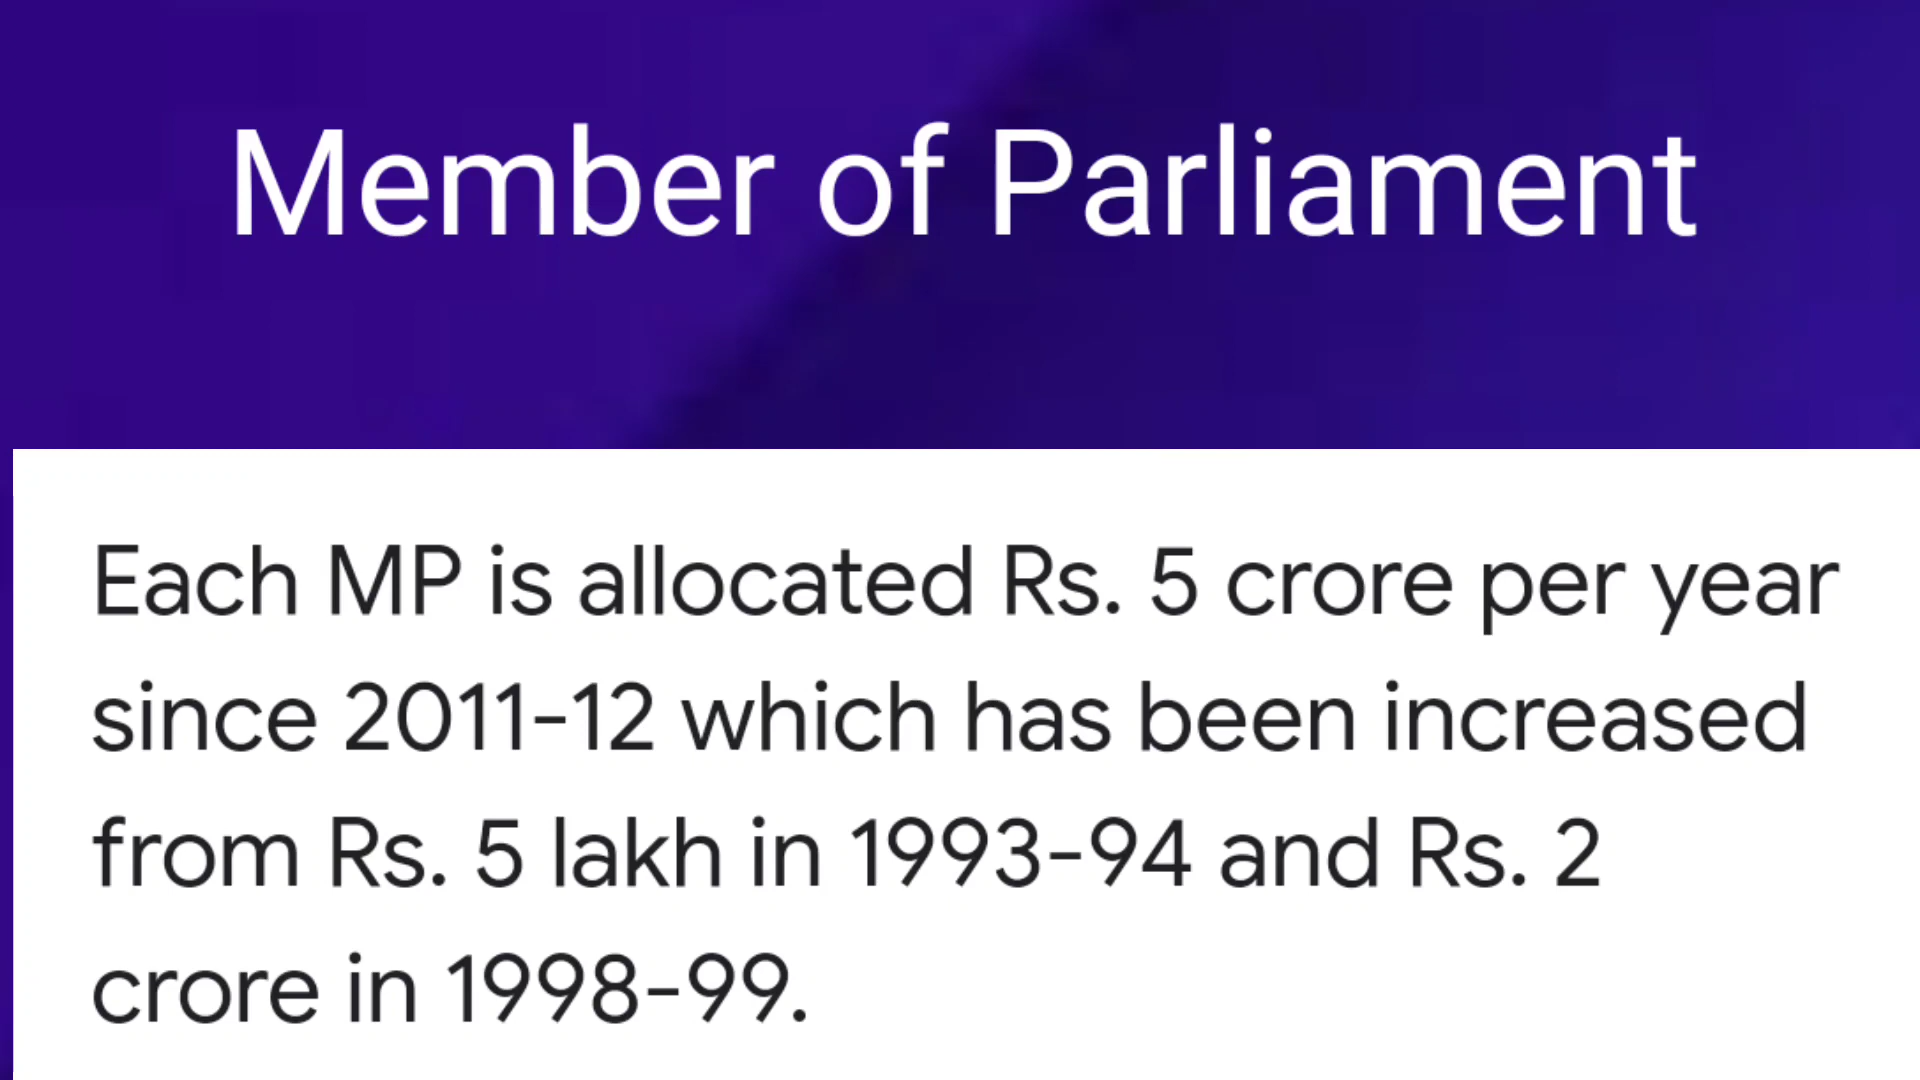 Member of Parliament
Each MP is allocated Rs. 5 crore per year
since 2011-12 which has been increased
from Rs. 5 lakh in 1993-94 and Rs. 2
crore in 1998-99.